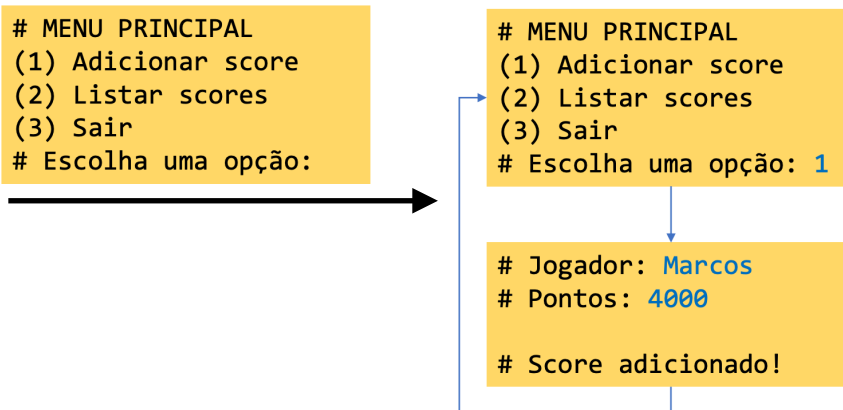 # MENU PRINCIPAL
(1) Adicionar score
(2) Listar scores
(3) Sair
# Escolha uma opção:
# MENU PRINCIPAL
(1) Adicionar score
(2) Listar scores
(3) Sair
# Escolha uma opção: 1
# Jogador: Marcos
# Pontos: 4000
# Score adicionado!